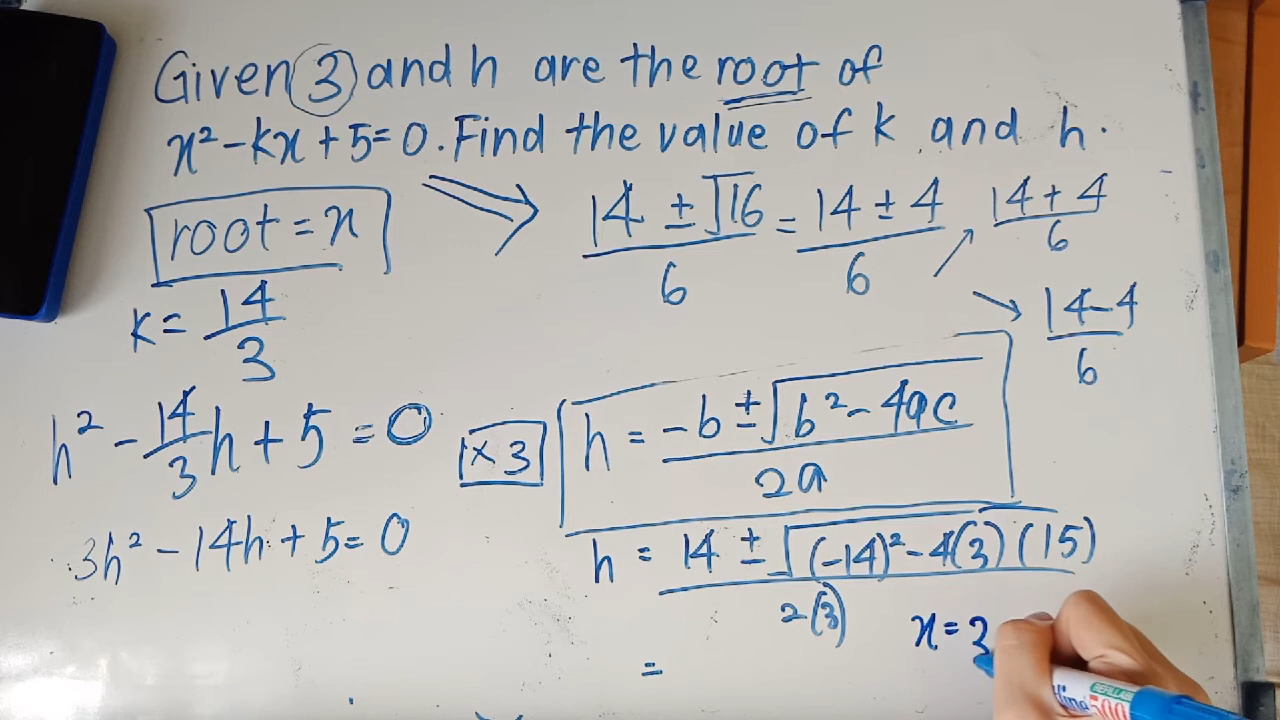 Given 3 and h are the root of
x² - kx + 5 = 0. Find the value of k and h.
root = x
k = 14/3
h² - 14/3 h + 5 = 0
×3
3h² - 14h + 5 = 0
(14 ± √16)/6 = (14 ± 4)/6
(14 + 4)/6
(14 - 4)/6
h = (-b ± √(b² - 4ac))/2a
h = (14 ± √((-14)² - 4(3)(15)))/2(3)
=
x = 3
REFILLABLE
500